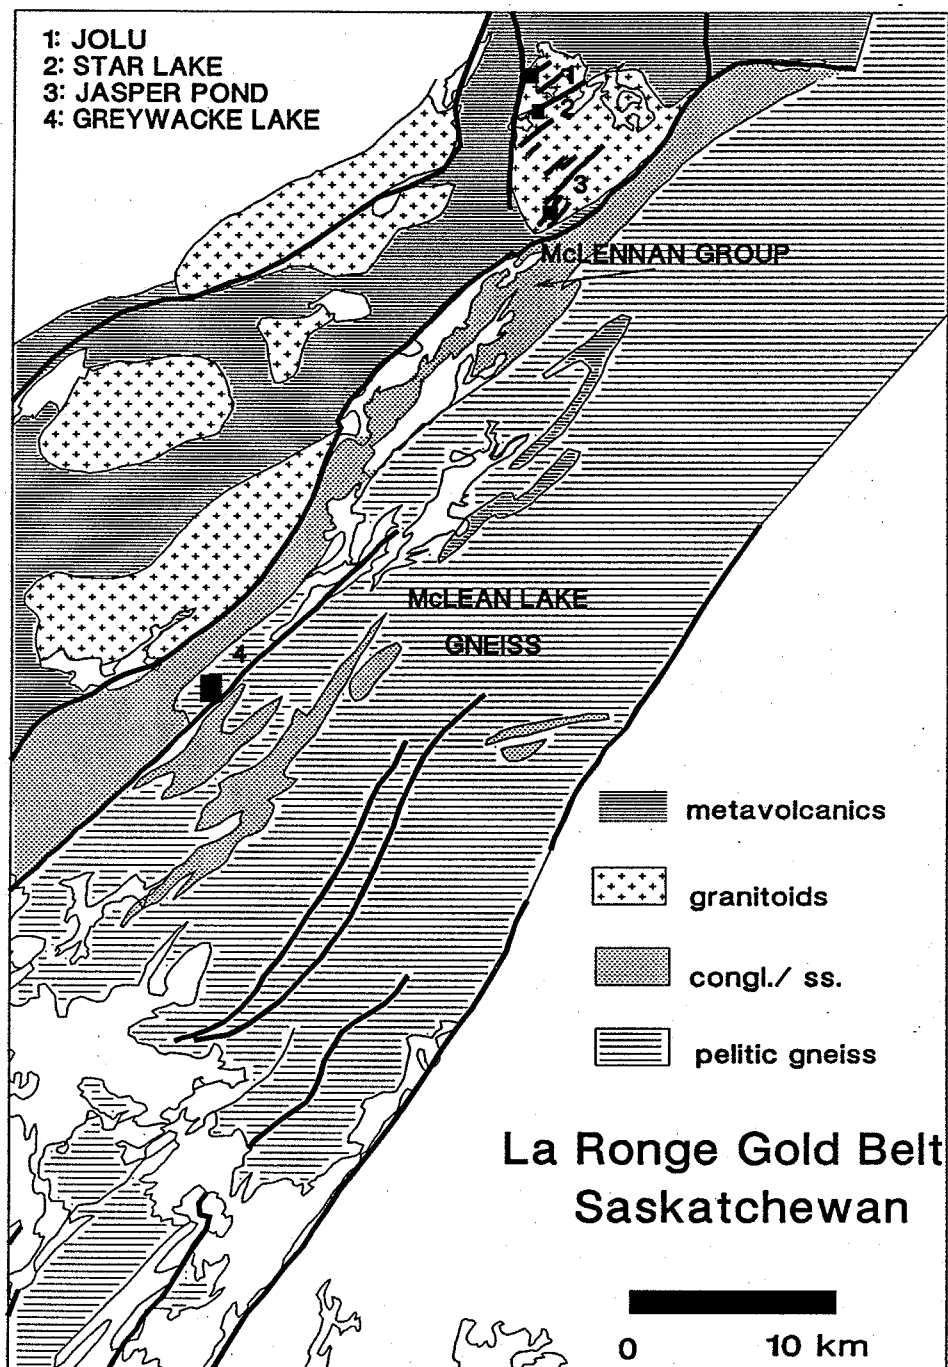 1: JOLU
2: STAR LAKE
3: JASPER POND
4: GREYWACKE LAKE
1
2
3
McLENNAN GROUP
McLEAN LAKE
GNEISS
4
metavolcanics
granitoids
congl./ ss.
pelitic gneiss
La Ronge Gold Belt
Saskatchewan
0 10 km